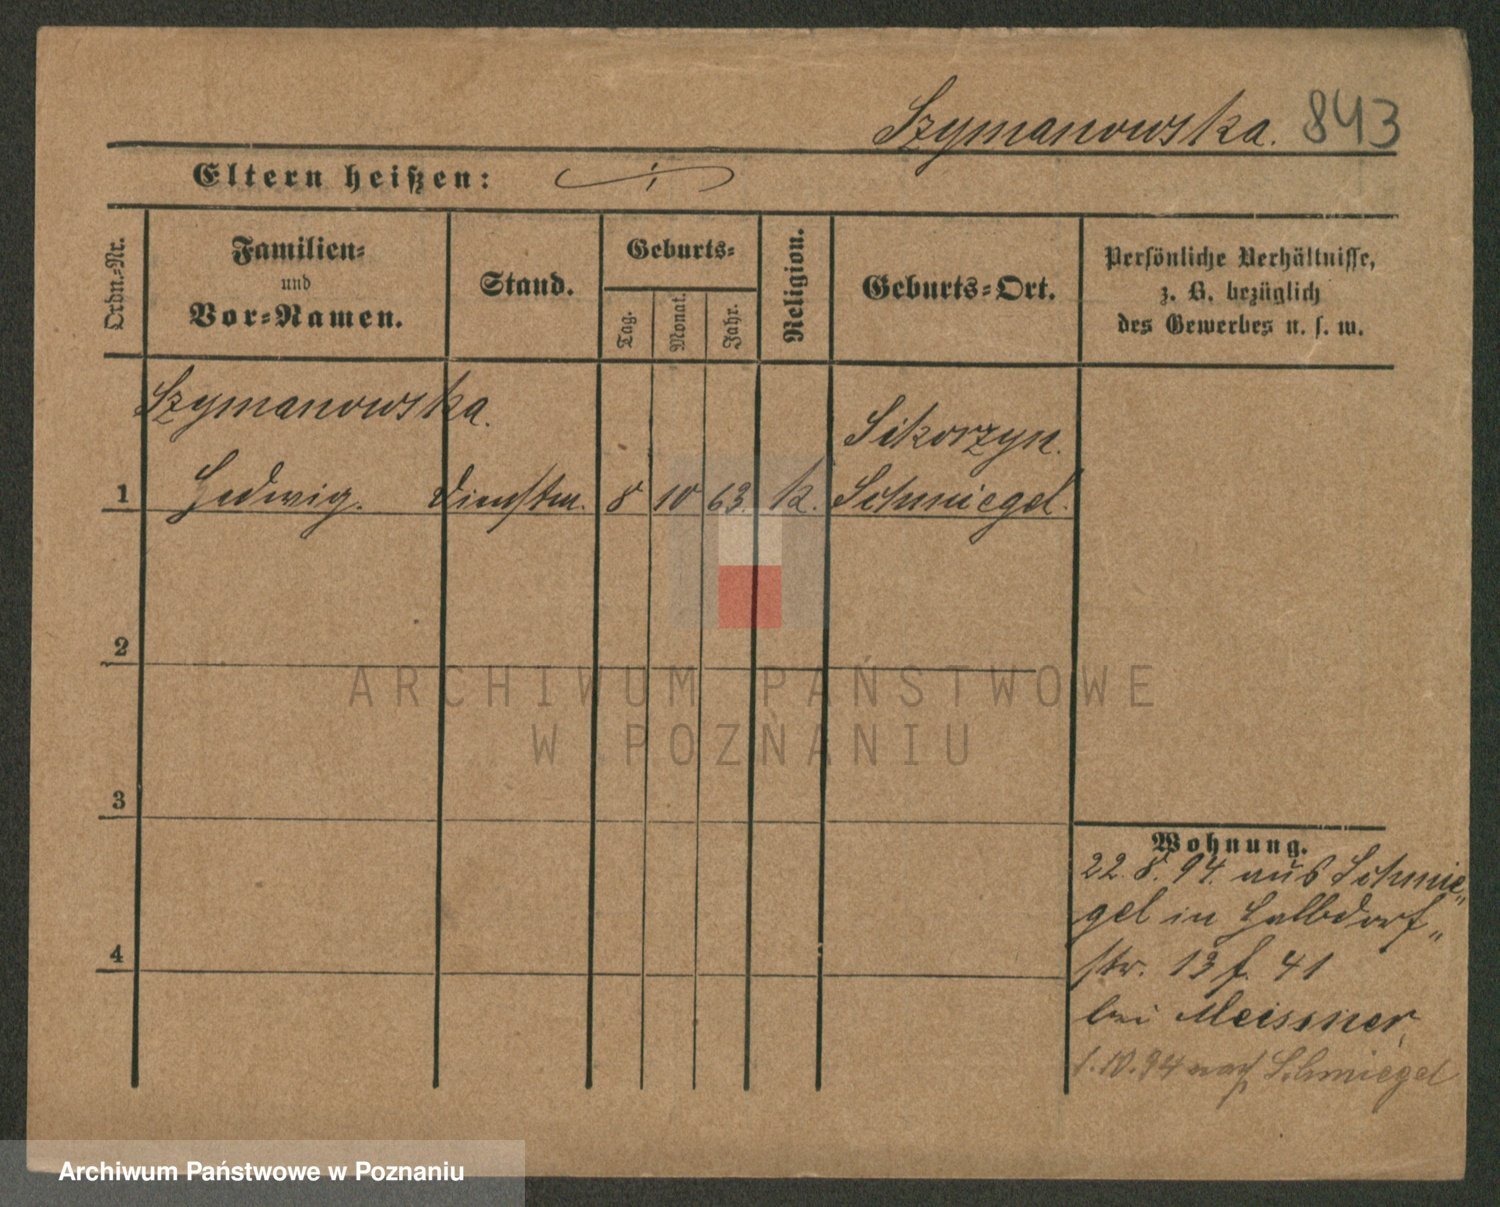 Szymanowska. 843
Eltern heißen:
Ordn.=Nr.
Familien=
und
Vor=Namen.
Stand.
Geburts=
Tag.
Monat.
Jahr.
Religion.
Geburts=Ort.
Persönliche Verhältnisse,
z. B. bezüglich
des Gewerbes u. s. w.
Szymanowska.
Sikorzyn.
1 Hedwig. Dienstm. 8 10 63. k. Schmiegel.
2
3
4
Wohnung.
22. 8. 94. aus Schmie„
gel in Halbdorf„
str. 13 f. 41
bei Meissner,
1.10.94 nach Schmiegel
ARCHIWUM PAŃSTWOWE
W POZNANIU
Archiwum Państwowe w Poznaniu